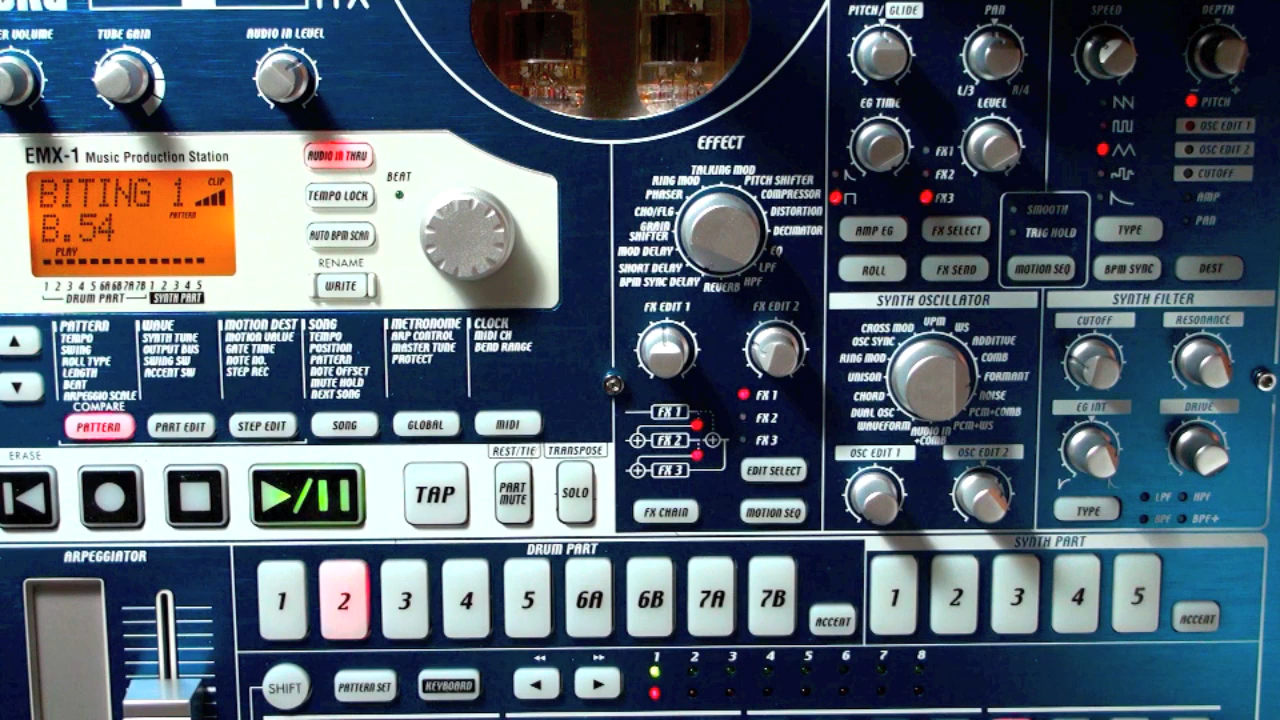 TUBE GAIN
AUDIO IN LEVEL
PITCH/ GLIDE
PAN
SPEED
DEPTH
L/3 R/4
EG TIME
LEVEL
PITCH
OSC EDIT 1
OSC EDIT 2
CUTOFF
AMP
PAN
FX1
FX2
FX3
SMOOTH
TRIG HOLD
AMP EG
FX SELECT
TYPE
ROLL
FX SEND
MOTION SEQ
BPM SYNC
DEST
EMX-1 Music Production Station
BITING 1
CLIP
PATTERN
B.54
PLAY
1 2 3 4 5 6A 6B 7A 7B 1 2 3 4 5
DRUM PART SYNTH PART
AUDIO IN THRU
TEMPO LOCK
BEAT
AUTO BPM SCAN
RENAME
WRITE
EFFECT
TALKING MOD
RING MOD
PITCH SHIFTER
PHASER
COMPRESSOR
CHO/FLG
DISTORTION
GRAIN SHIFTER
DECIMATOR
MOD DELAY
EQ
SHORT DELAY
LPF
BPM SYNC DELAY
HPF
REVERB
FX EDIT 1
FX EDIT 2
FX 1
FX 2
FX 3
FX 1
FX 2
FX 3
EDIT SELECT
FX CHAIN
MOTION SEQ
SYNTH OSCILLATOR
CROSS MOD
VPM
WS
OSC SYNC
ADDITIVE
RING MOD
COMB
UNISON
FORMANT
CHORD
NOISE
DUAL OSC
PCM+COMB
WAVEFORM
PCM+WS
AUDIO IN
+COMB
OSC EDIT 1
OSC EDIT 2
SYNTH FILTER
CUTOFF
RESONANCE
EG INT
DRIVE
TYPE
LPF
HPF
BPF
BPF+
PATTERN
TEMPO
SWING
ROLL TYPE
LENGTH
BEAT
ARPEGGIO SCALE
WAVE
SYNTH TUNE
OUTPUT BUS
SWING SW
ACCENT SW
MOTION DEST
MOTION VALUE
GATE TIME
NOTE NO.
STEP REC
SONG
TEMPO
POSITION
PATTERN
NOTE OFFSET
MUTE HOLD
NEXT SONG
METRONOME
ARP CONTROL
MASTER TUNE
PROTECT
CLOCK
MIDI CH
BEND RANGE
COMPARE
PATTERN
PART EDIT
STEP EDIT
SONG
GLOBAL
MIDI
ERASE
TAP
REST/TIE
PART MUTE
TRANSPOSE
SOLO
ARPEGGIATOR
DRUM PART
1 2 3 4 5 6A 6B 7A 7B
ACCENT
SYNTH PART
1 2 3 4 5
ACCENT
SHIFT
PATTERN SET
KEYBOARD
1 2 3 4 5 6 7 8